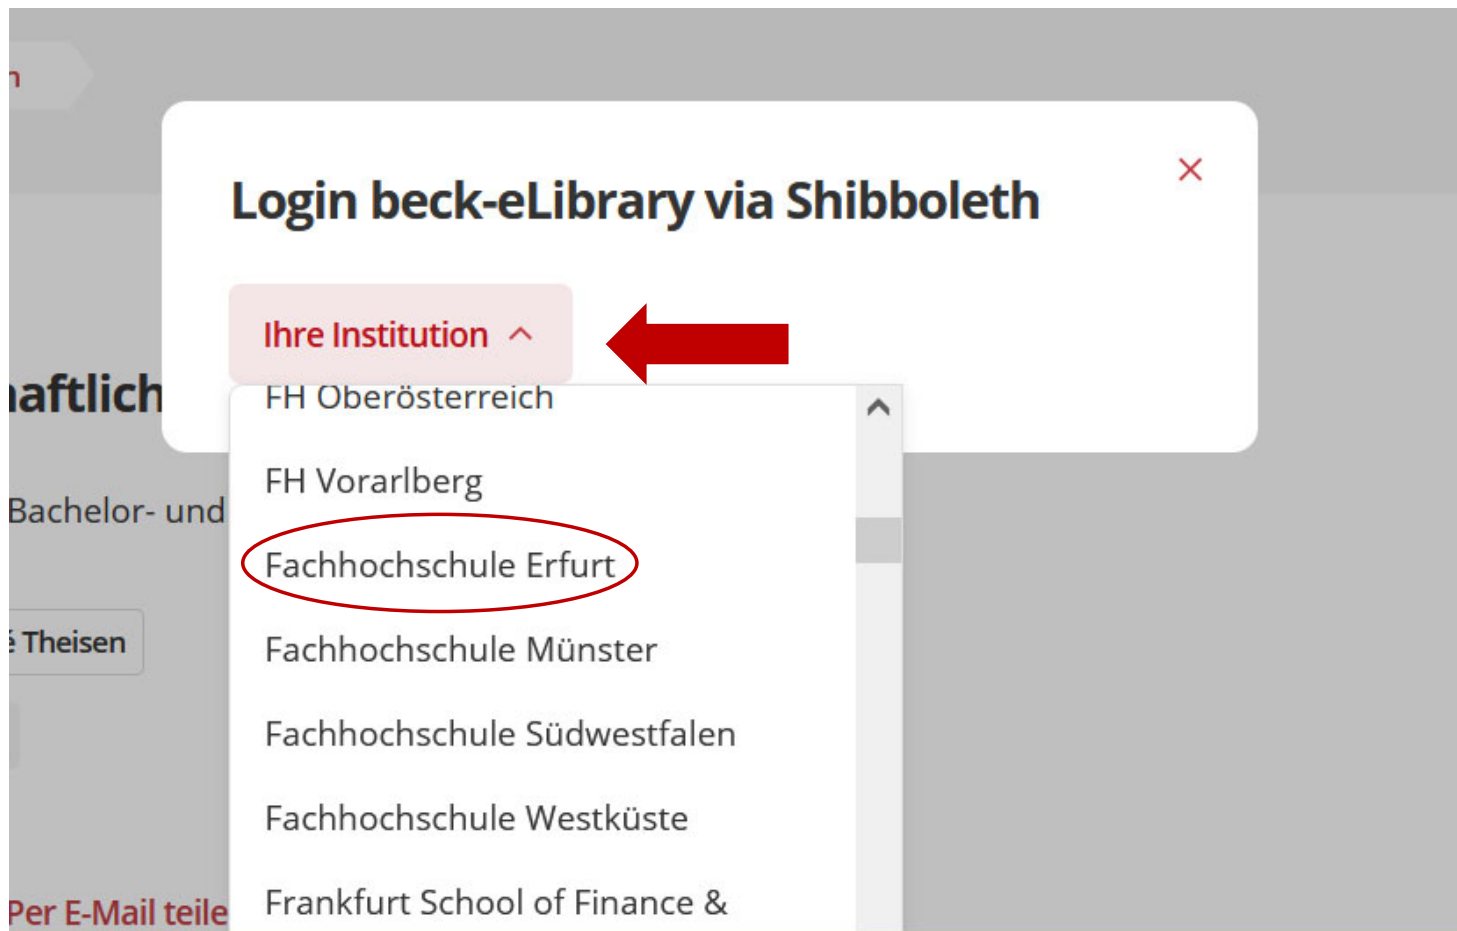 n
Login beck-eLibrary via Shibboleth
Ihre Institution
haftlich
FH Oberösterreich
FH Vorarlberg
Bachelor- und
Fachhochschule Erfurt
é Theisen
Fachhochschule Münster
Fachhochschule Südwestfalen
Fachhochschule Westküste
Per E-Mail teile
Frankfurt School of Finance &